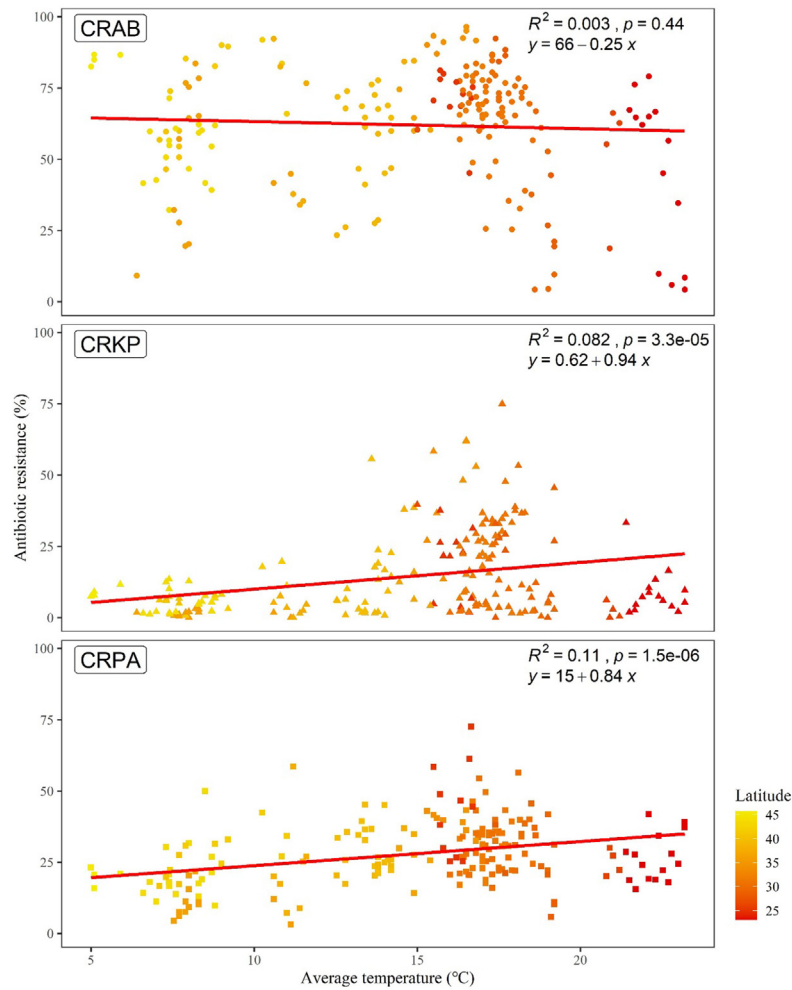 CRAB
R² = 0.003 , p = 0.44
y = 66 − 0.25 x
100
75
50
25
0
CRKP
R² = 0.082 , p = 3.3e-05
y = 0.62 + 0.94 x
100
75
50
25
0
Antibiotic resistance (%)
CRPA
R² = 0.11 , p = 1.5e-06
y = 15 + 0.84 x
100
75
50
25
0
5 10 15 20
Average temperature (℃)
Latitude
45
40
35
30
25